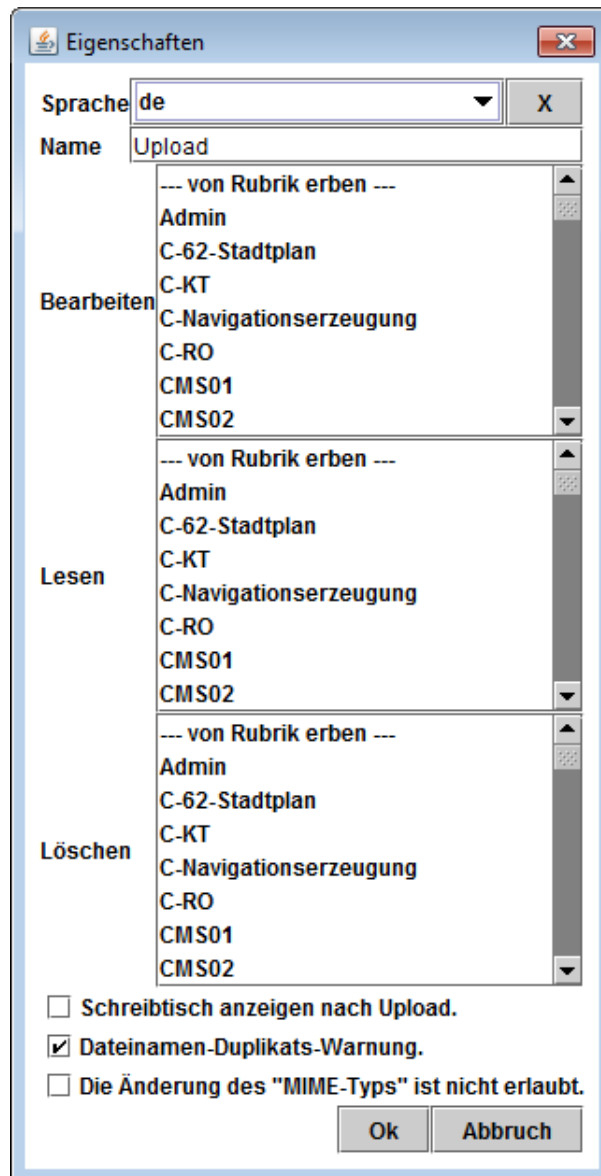 Eigenschaften
Sprache de X
Name Upload
Bearbeiten
--- von Rubrik erben ---
Admin
C-62-Stadtplan
C-KT
C-Navigationserzeugung
C-RO
CMS01
CMS02
Lesen
--- von Rubrik erben ---
Admin
C-62-Stadtplan
C-KT
C-Navigationserzeugung
C-RO
CMS01
CMS02
Löschen
--- von Rubrik erben ---
Admin
C-62-Stadtplan
C-KT
C-Navigationserzeugung
C-RO
CMS01
CMS02
Schreibtisch anzeigen nach Upload.
Dateinamen-Duplikats-Warnung.
Die Änderung des "MIME-Typs" ist nicht erlaubt.
Ok Abbruch